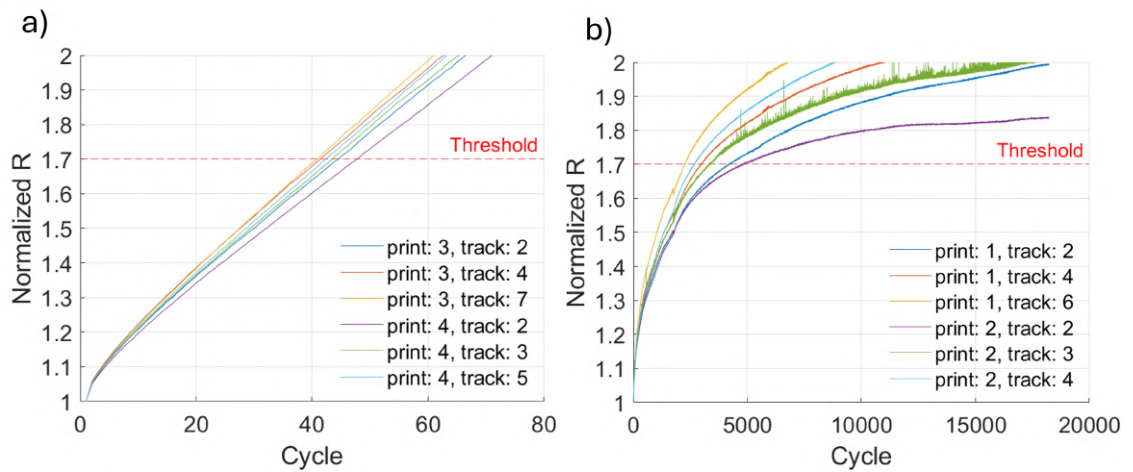 a)
Normalized R
2
1.9
1.8
1.7
1.6
1.5
1.4
1.3
1.2
1.1
1
Threshold
print: 3, track: 2
print: 3, track: 4
print: 3, track: 7
print: 4, track: 2
print: 4, track: 3
print: 4, track: 5
0 20 40 60 80
Cycle
b)
Normalized R
2
1.9
1.8
1.7
1.6
1.5
1.4
1.3
1.2
1.1
1
Threshold
print: 1, track: 2
print: 1, track: 4
print: 1, track: 6
print: 2, track: 2
print: 2, track: 3
print: 2, track: 4
0 5000 10000 15000 20000
Cycle